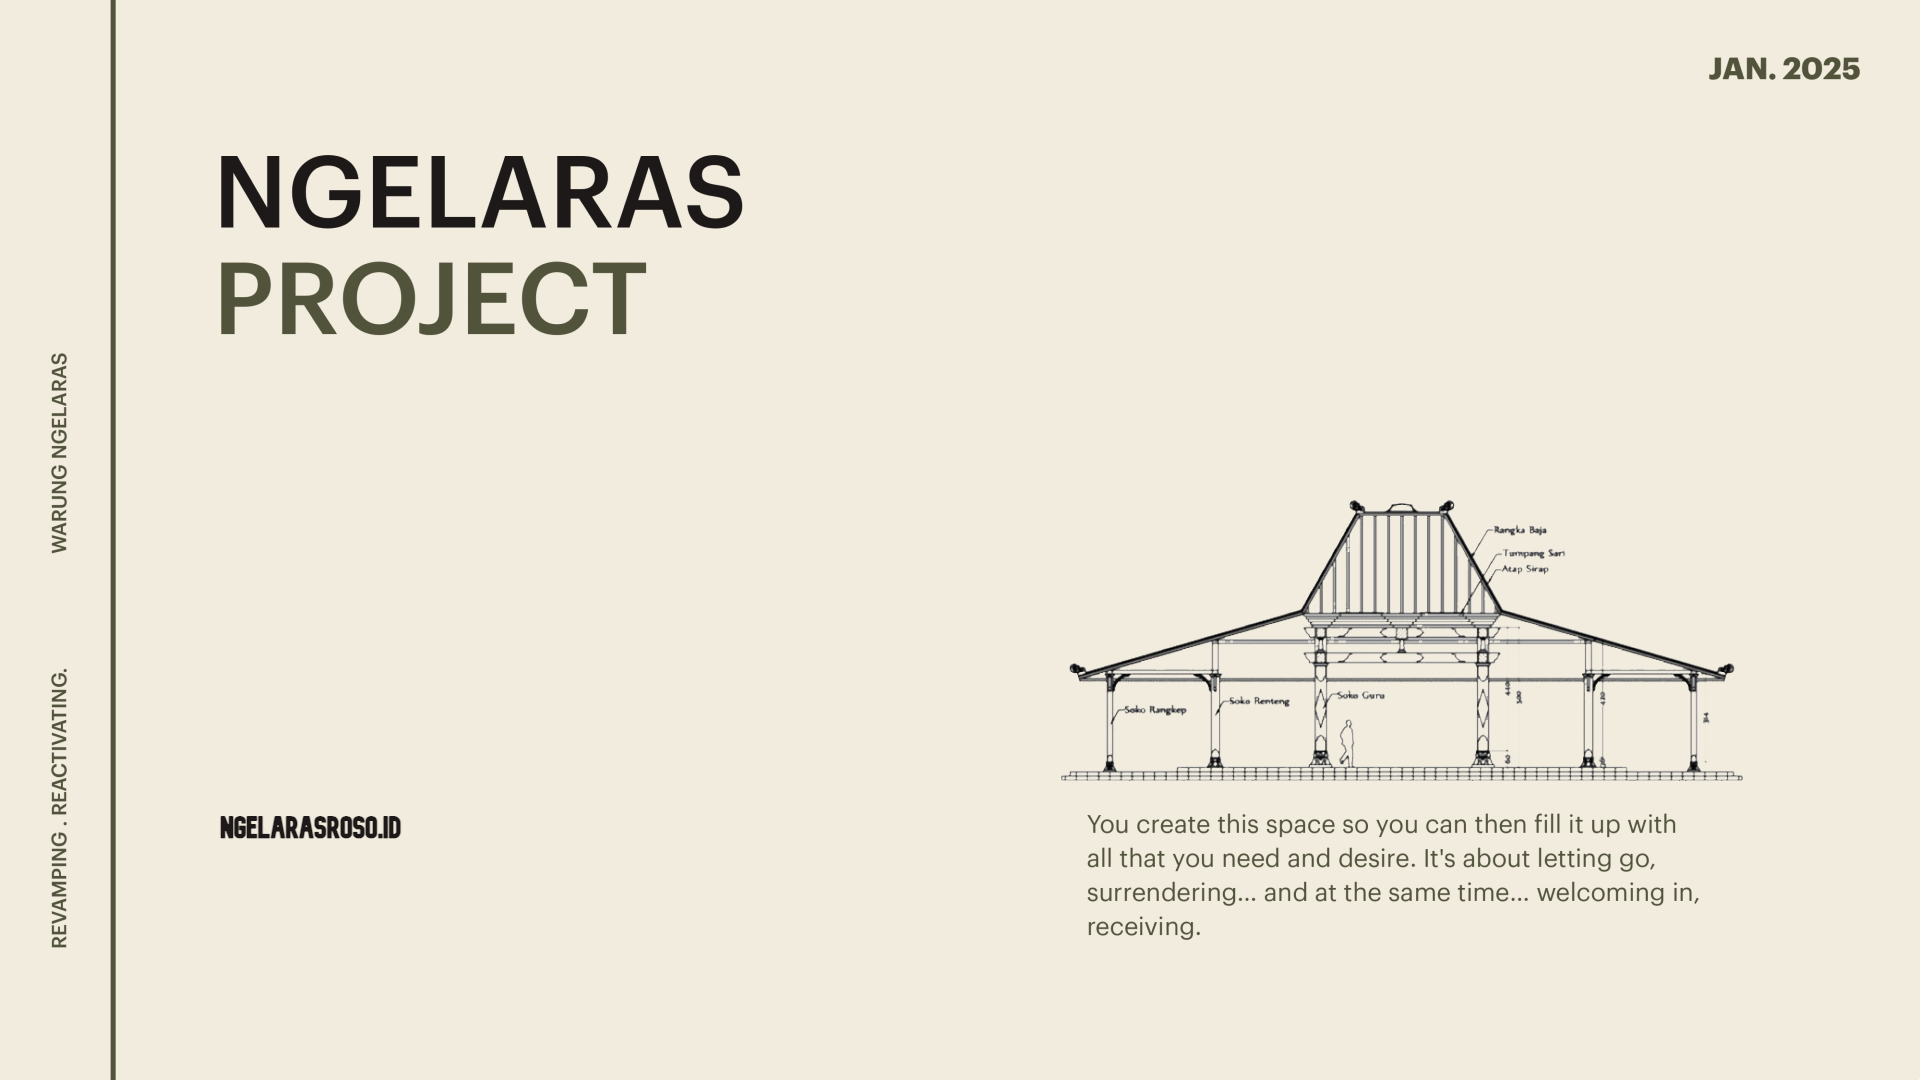 JAN. 2025
NGELARAS
PROJECT
WARUNG NGELARAS
REVAMPING . REACTIVATING.
Rangka Baja
Tumpang Sari
Atap Sirap
Soko Rangkep
Soko Renteng
Soko Guru
NGELARASROSO.ID
You create this space so you can then fill it up with
all that you need and desire. It's about letting go,
surrendering... and at the same time... welcoming in,
receiving.